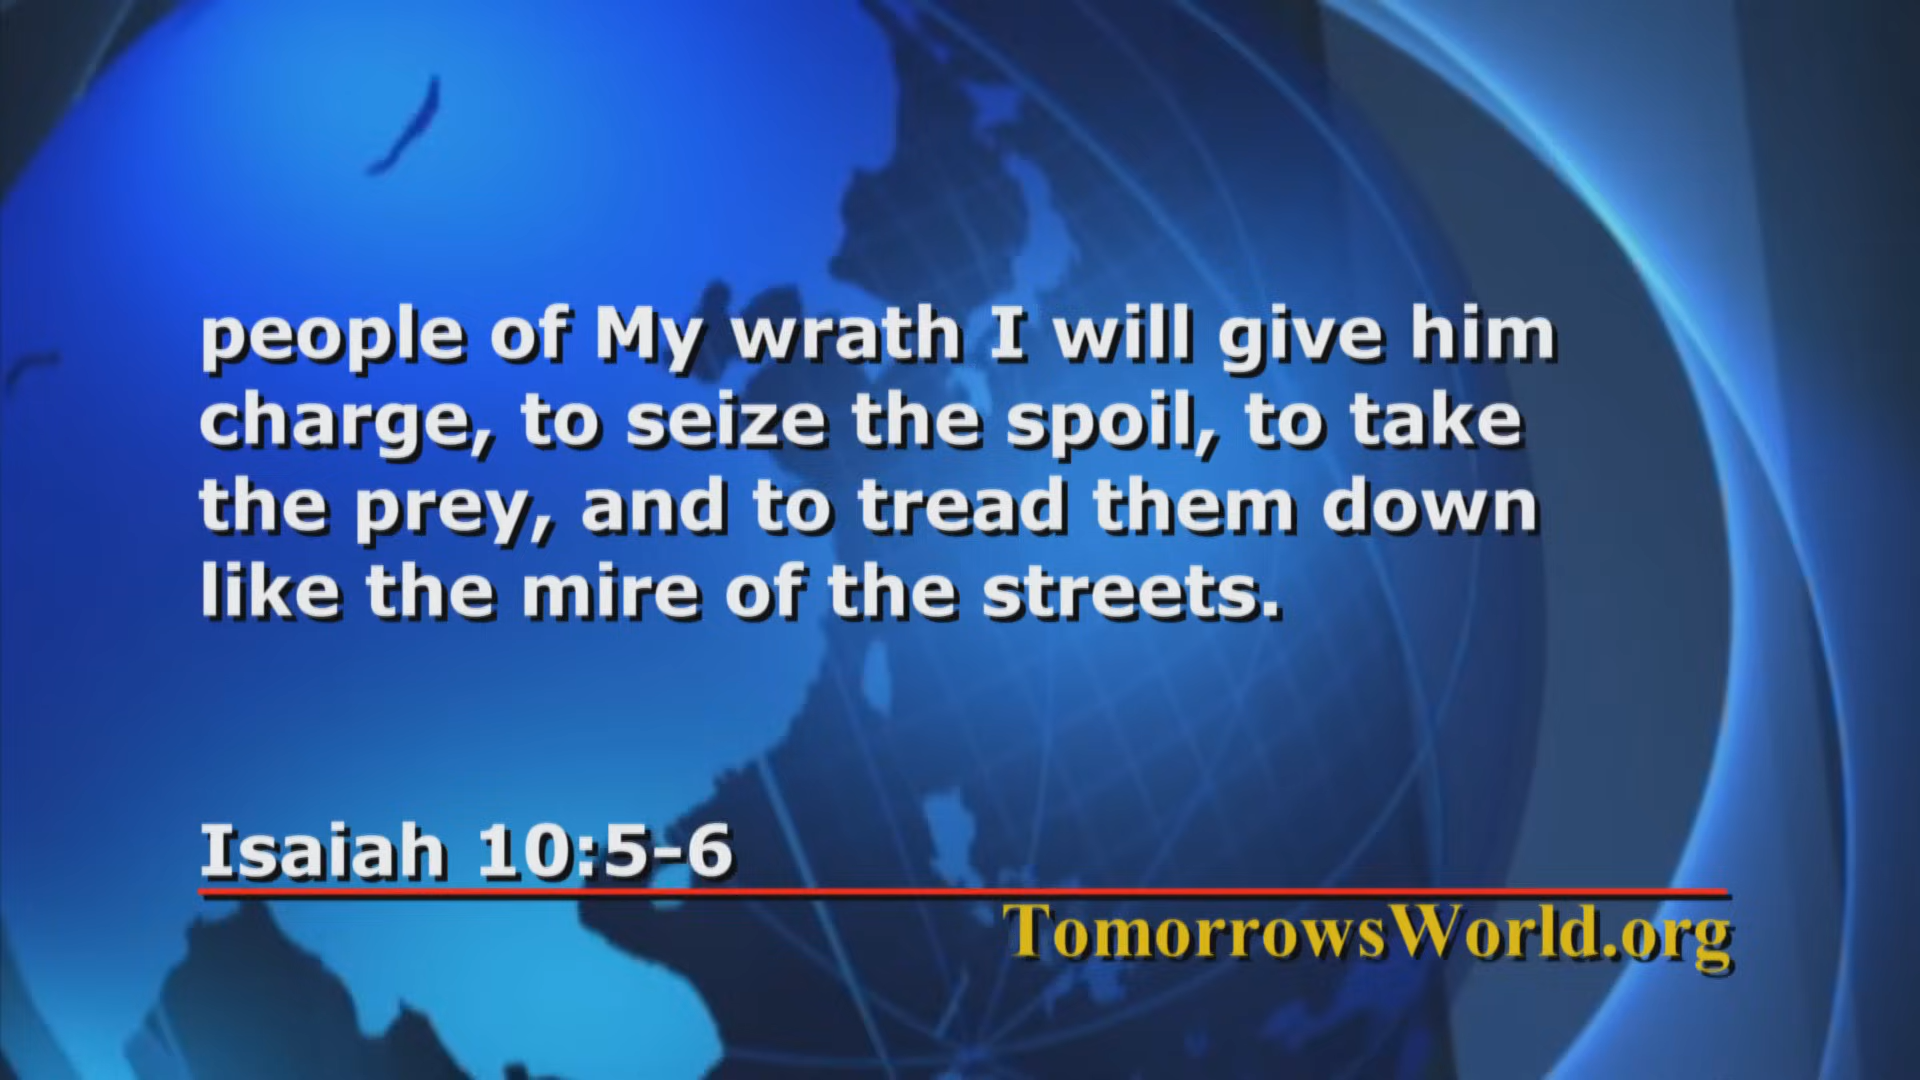 people of My wrath I will give him
charge, to seize the spoil, to take
the prey, and to tread them down
like the mire of the streets.
Isaiah 10:5-6
TomorrowsWorld.org